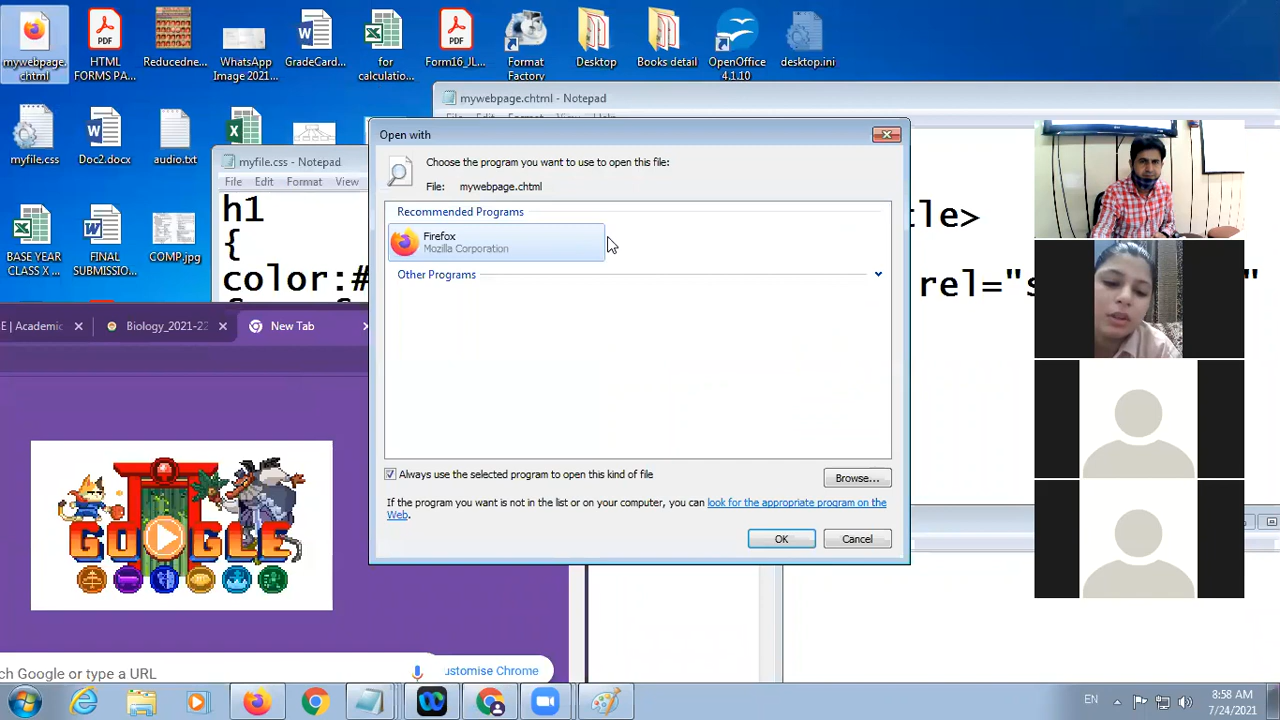 mywebpage.
chtml
HTML
FORMS PA...
Reducedne...
WhatsApp
Image 2021...
GradeCard...
for
calculatio...
Form16_JL...
Format
Factory
Desktop
Books detail
OpenOffice
4.1.10
desktop.ini
PDF
PDF
myfile.css
Doc2.docx
audio.txt
BASE YEAR
CLASS X ...
FINAL
SUBMISSIO...
COMP.jpg
mywebpage.chtml - Notepad
myfile.css - Notepad
File Edit Format View
h1
{
color:#
tle>
rel="s
"
Open with
Choose the program you want to use to open this file:
File: mywebpage.chtml
Recommended Programs
Firefox
Mozilla Corporation
Other Programs
Always use the selected program to open this kind of file
Browse...
If the program you want is not in the list or on your computer, you can look for the appropriate program on the
Web.
OK
Cancel
E | Academic
Biology_2021-22
New Tab
GOOGLE
ch Google or type a URL
ustomise Chrome
EN
8:58 AM
7/24/2021